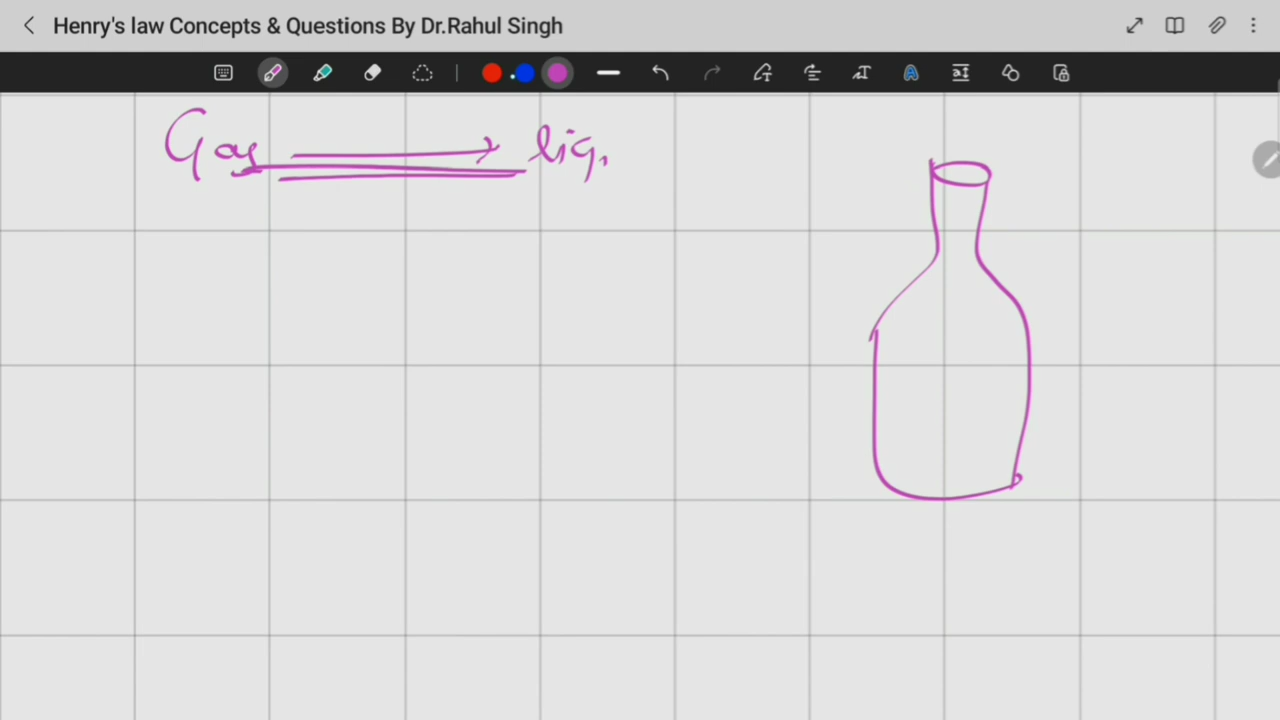 Henry's law Concepts & Questions By Dr.Rahul Singh
Gas → liq.